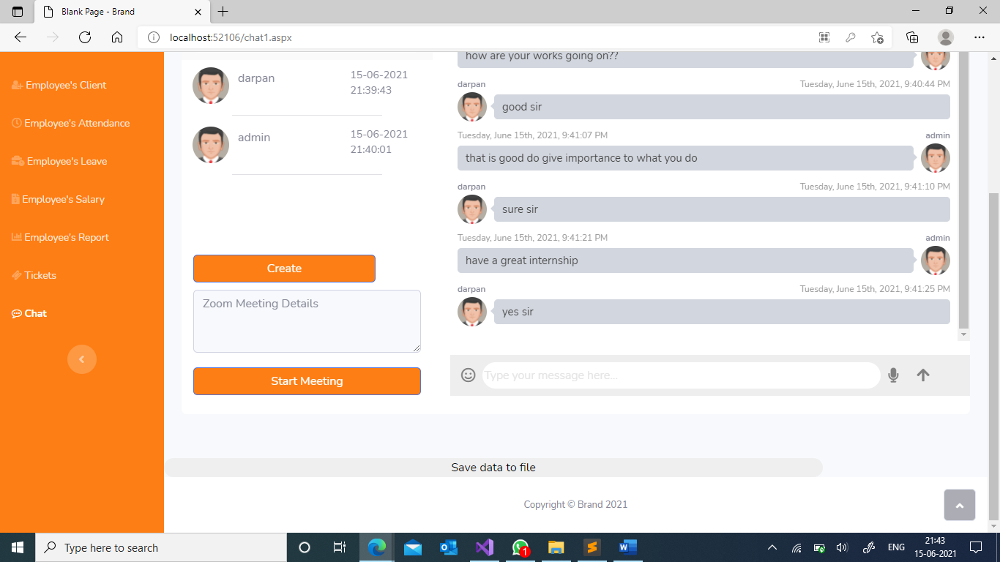 Blank Page - Brand
localhost:52106/chat1.aspx
Employee's Client
Employee's Attendance
Employee's Leave
Employee's Salary
Employee's Report
Tickets
Chat
darpan
15-06-2021
21:39:43
admin
15-06-2021
21:40:01
Create
Zoom Meeting Details
Start Meeting
how are your works going on??
darpan Tuesday, June 15th, 2021, 9:40:44 PM
good sir
Tuesday, June 15th, 2021, 9:41:07 PM admin
that is good do give importance to what you do
darpan Tuesday, June 15th, 2021, 9:41:10 PM
sure sir
Tuesday, June 15th, 2021, 9:41:21 PM admin
have a great internship
darpan Tuesday, June 15th, 2021, 9:41:25 PM
yes sir
Type your message here...
Save data to file
Copyright © Brand 2021
Type here to search
1
ENG
21:43
15-06-2021